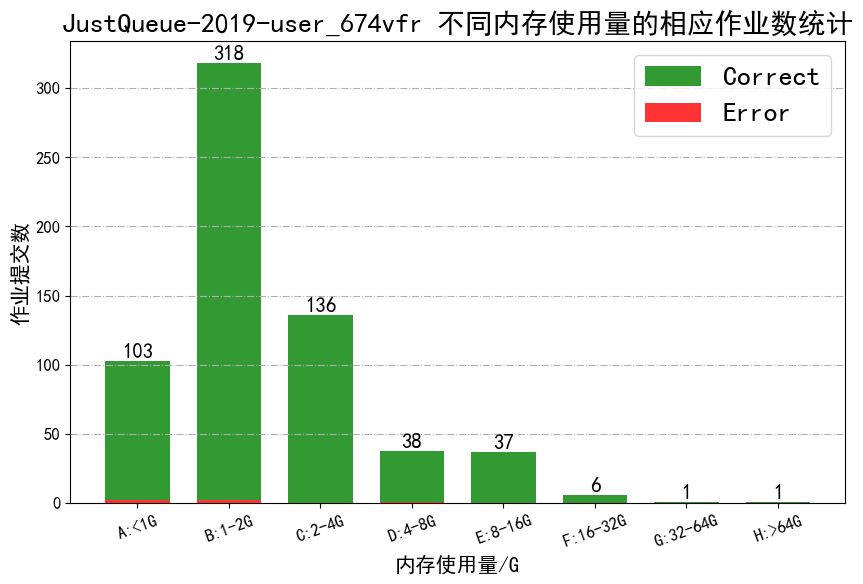 JustQueue-2019-user_674vfr 不同内存使用量的相应作业数统计
Correct
Error
作业提交数
300
250
200
150
100
50
0
103
318
136
38
37
6
1
1
A:<1G
B:1-2G
C:2-4G
D:4-8G
E:8-16G
F:16-32G
G:32-64G
H:>64G
内存使用量/G